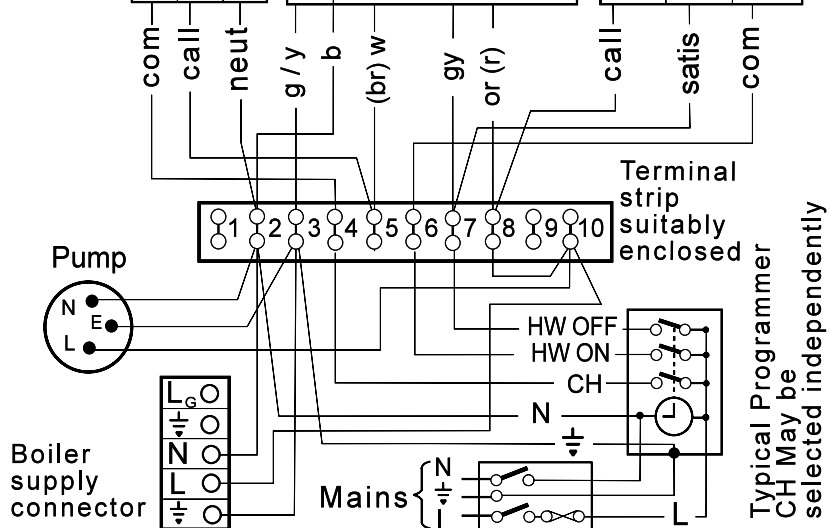 com
call
neut
g / y
b
(br) w
gy
or (r)
call
satis
com
1 2 3 4 5 6 7 8 9 10
Terminal
strip
suitably
enclosed
Pump
N
E
L
HW OFF
HW ON
CH
N
LG
N
L
Boiler
supply
connector
Mains
N
L
L
Typical Programmer
CH May be
selected independently